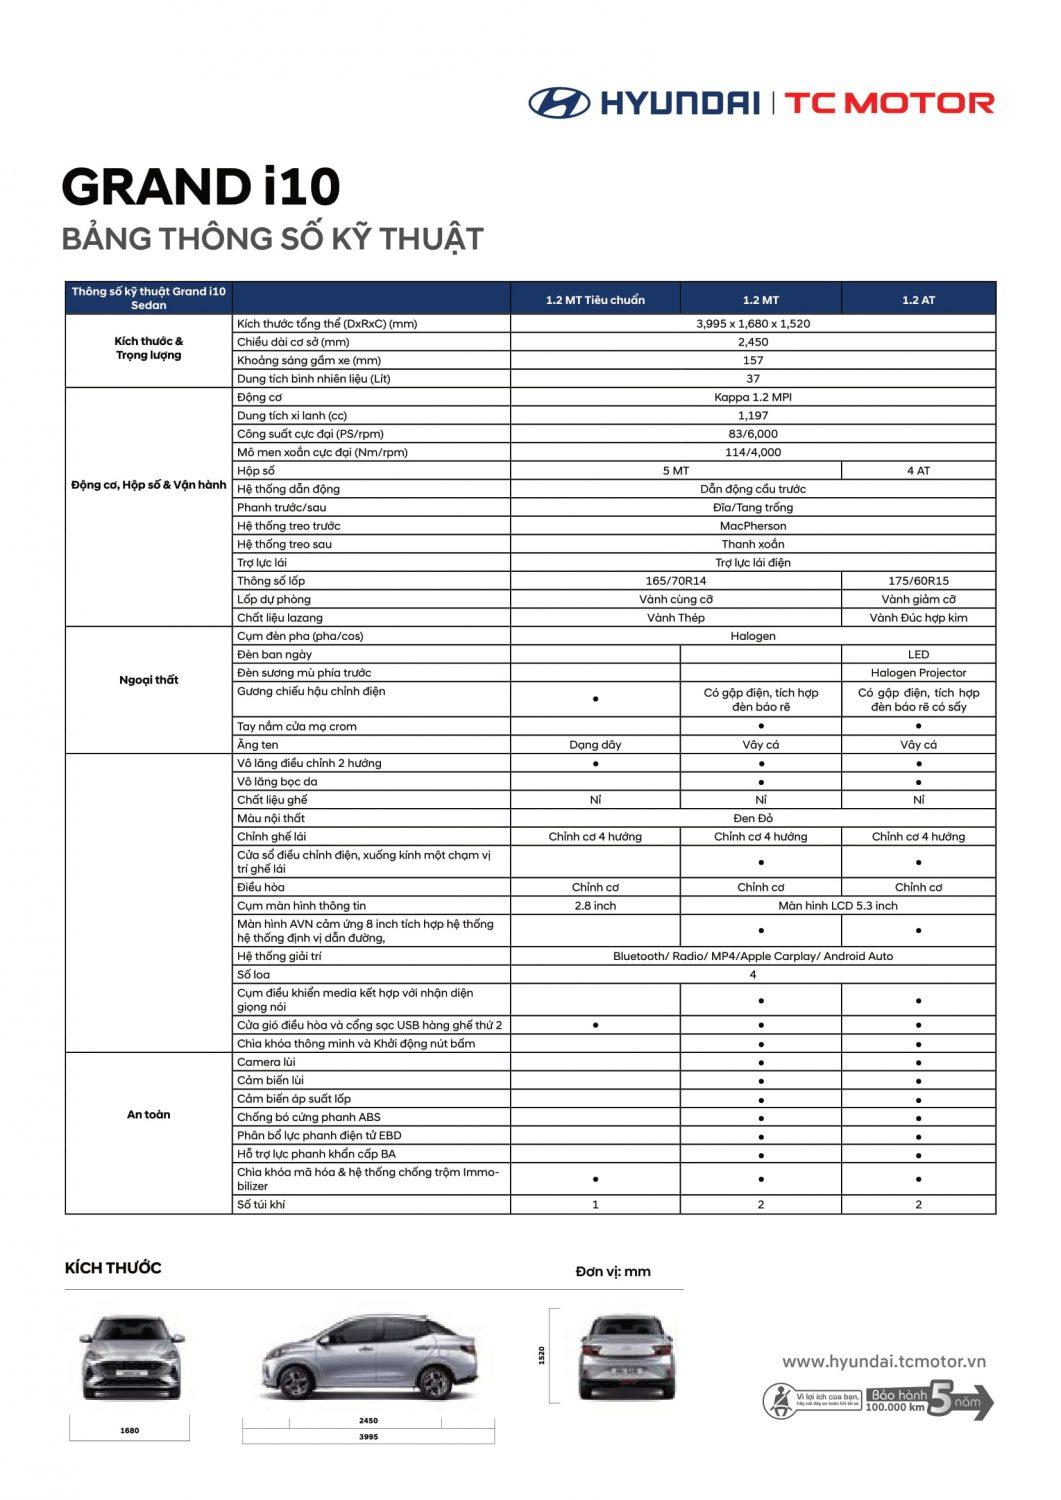 HYUNDAI | TC MOTOR
GRAND i10
BẢNG THÔNG SỐ KỸ THUẬT
Thông số kỹ thuật Grand i10 Sedan 1.2 MT Tiêu chuẩn 1.2 MT 1.2 AT
Kích thước & Trọng lượng
Kích thước tổng thể (DxRxC) (mm) 3,995 x 1,680 x 1,520
Chiều dài cơ sở (mm) 2,450
Khoảng sáng gầm xe (mm) 157
Dung tích bình nhiên liệu (Lít) 37
Động cơ, Hộp số & Vận hành
Động cơ Kappa 1.2 MPI
Dung tích xi lanh (cc) 1,197
Công suất cực đại (PS/rpm) 83/6,000
Mô men xoắn cực đại (Nm/rpm) 114/4,000
Hộp số 5 MT 4 AT
Hệ thống dẫn động Dẫn động cầu trước
Phanh trước/sau Đĩa/Tang trống
Hệ thống treo trước MacPherson
Hệ thống treo sau Thanh xoắn
Trợ lực lái Trợ lực lái điện
Thông số lốp 165/70R14 175/60R15
Lốp dự phòng Vành cùng cỡ Vành giảm cỡ
Chất liệu lazang Vành Thép Vành Đúc hợp kim
Ngoại thất
Cụm đèn pha (pha/cos) Halogen
Đèn ban ngày LED
Đèn sương mù phía trước Halogen Projector
Gương chiếu hậu chỉnh điện ● Có gập điện, tích hợp đèn báo rẽ Có gập điện, tích hợp đèn báo rẽ có sấy
Tay nắm cửa mạ crom ● ●
Ăng ten Dạng dây Vây cá Vây cá
Vô lăng điều chỉnh 2 hướng ● ● ●
Vô lăng bọc da ● ●
Chất liệu ghế Nỉ Nỉ Nỉ
Màu nội thất Đen Đỏ
Chỉnh ghế lái Chỉnh cơ 4 hướng Chỉnh cơ 4 hướng Chỉnh cơ 4 hướng
Cửa sổ điều chỉnh điện, xuống kính một chạm vị
trí ghế lái ● ●
Điều hòa Chỉnh cơ Chỉnh cơ Chỉnh cơ
Cụm màn hình thông tin 2.8 inch Màn hình LCD 5.3 inch
Màn hình AVN cảm ứng 8 inch tích hợp hệ thống
hệ thống định vị dẫn đường, ● ●
Hệ thống giải trí Bluetooth/ Radio/ MP4/Apple Carplay/ Android Auto
Số loa 4
Cụm điều khiển media kết hợp với nhận diện
giọng nói ● ●
Cửa gió điều hòa và cổng sạc USB hàng ghế thứ 2 ● ● ●
Chìa khóa thông minh và Khởi động nút bấm ● ●
An toàn
Camera lùi ● ●
Cảm biến lùi ● ●
Cảm biến áp suất lốp ● ●
Chống bó cứng phanh ABS ● ●
Phân bổ lực phanh điện tử EBD ● ●
Hỗ trợ lực phanh khẩn cấp BA ● ●
Chìa khóa mã hóa & hệ thống chống trộm Immo-
bilizer ● ● ●
Số túi khí 1 2 2
KÍCH THƯỚC
Đơn vị: mm
1680
2450
3995
1520
www.hyundai.tcmotor.vn
Vì lợi ích của bạn,
hãy cài dây an toàn khi lái xe
Bảo hành
100.000 km
5 năm